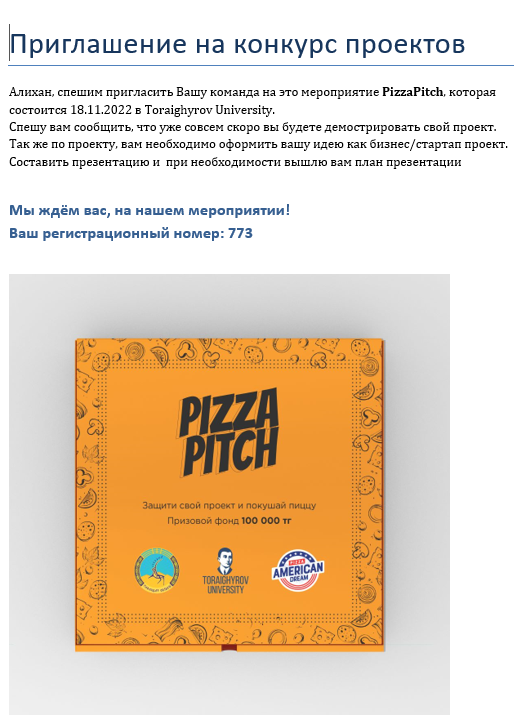 Приглашение на конкурс проектов
Алихан, спешим пригласить Вашу команда на это мероприятие PizzaPitch, которая
состоится 18.11.2022 в Toraighyrov University.
Спешу вам сообщить, что уже совсем скоро вы будете демострировать свой проект.
Так же по проекту, вам необходимо оформить вашу идею как бизнес/стартап проект.
Составить презентацию и  при необходимости вышлю вам план презентации
Мы ждём вас, на нашем мероприятии!
Ваш регистрационный номер: 773
PIZZA
PITCH
Защити свой проект и покушай пиццу
Призовой фонд 100 000 тг
TORAIGHYROV
UNIVERSITY
PIZZA
AMERICAN
DREAM